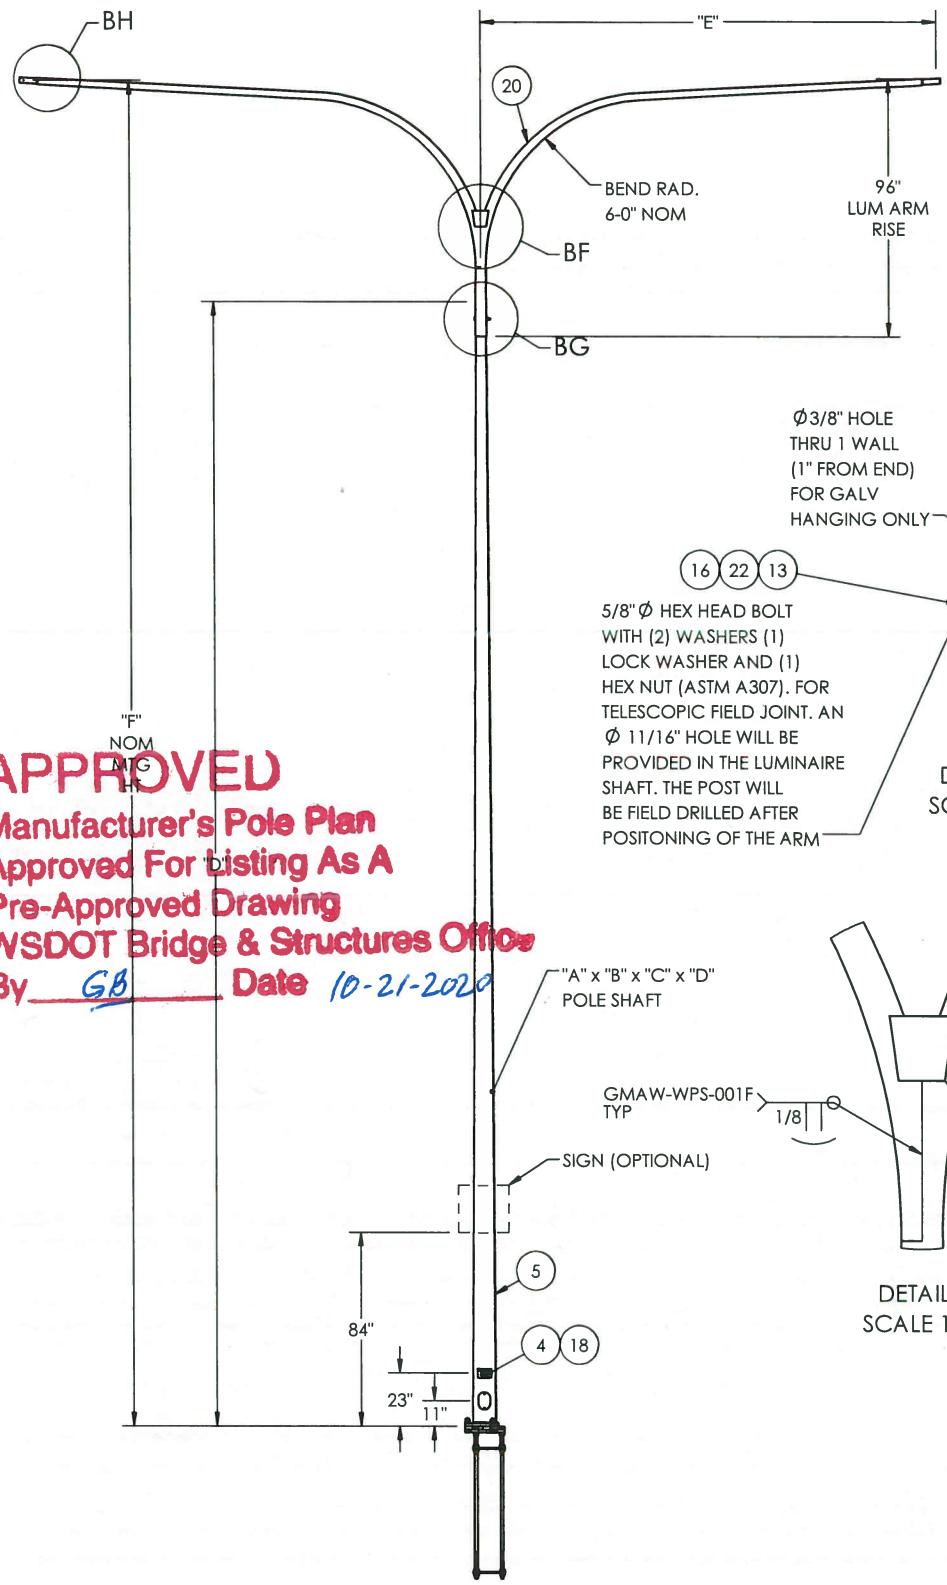 BH
"E"
20
BEND RAD.
6-0" NOM
96"
LUM ARM
RISE
BF
BG
Ø3/8" HOLE
THRU 1 WALL
(1" FROM END)
FOR GALV
HANGING ONLY
16 22 13
5/8" Ø HEX HEAD BOLT
WITH (2) WASHERS (1)
LOCK WASHER AND (1)
HEX NUT (ASTM A307). FOR
TELESCOPIC FIELD JOINT. AN
Ø 11/16" HOLE WILL BE
PROVIDED IN THE LUMINAIRE
SHAFT. THE POST WILL
BE FIELD DRILLED AFTER
POSITONING OF THE ARM
"F"
NOM
MTG
HT
"D"
APPROVED
Manufacturer's Pole Plan
Approved For Listing As A
Pre-Approved Drawing
WSDOT Bridge & Structures Office
By GB Date 10-21-2020
"A" x "B" x "C" x "D"
POLE SHAFT
GMAW-WPS-001F
TYP
1/8
SIGN (OPTIONAL)
5
84"
4 18
23"
11"
DETAIL
SCALE 1